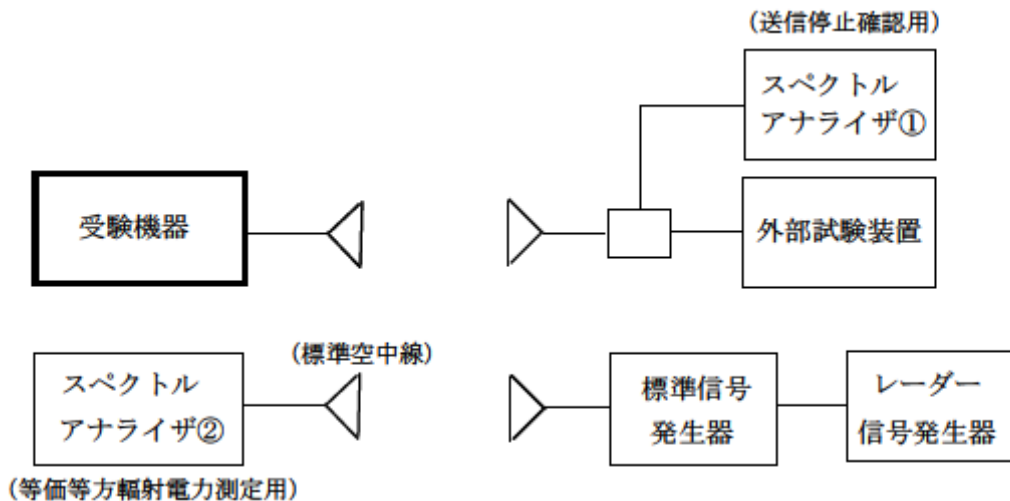 (送信停止確認用)
スペクトル
アナライザ①
受験機器
外部試験装置
(標準空中線)
スペクトル
アナライザ②
(等価等方輻射電力測定用)
標準信号
発生器
レーダー
信号発生器